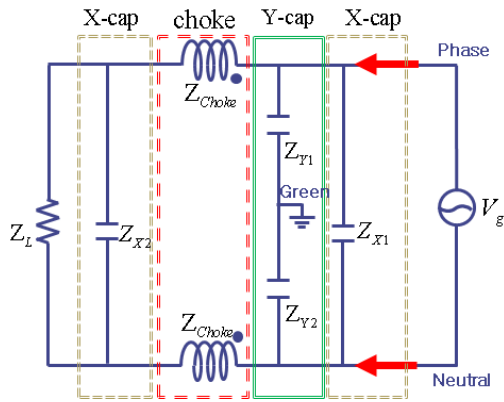 X-cap
choke
Y-cap
X-cap
Phase
Z_Choke
Z_Y1
Green
Z_L
Z_X2
Z_X1
V_g
Z_Choke
Z_Y2
Neutral